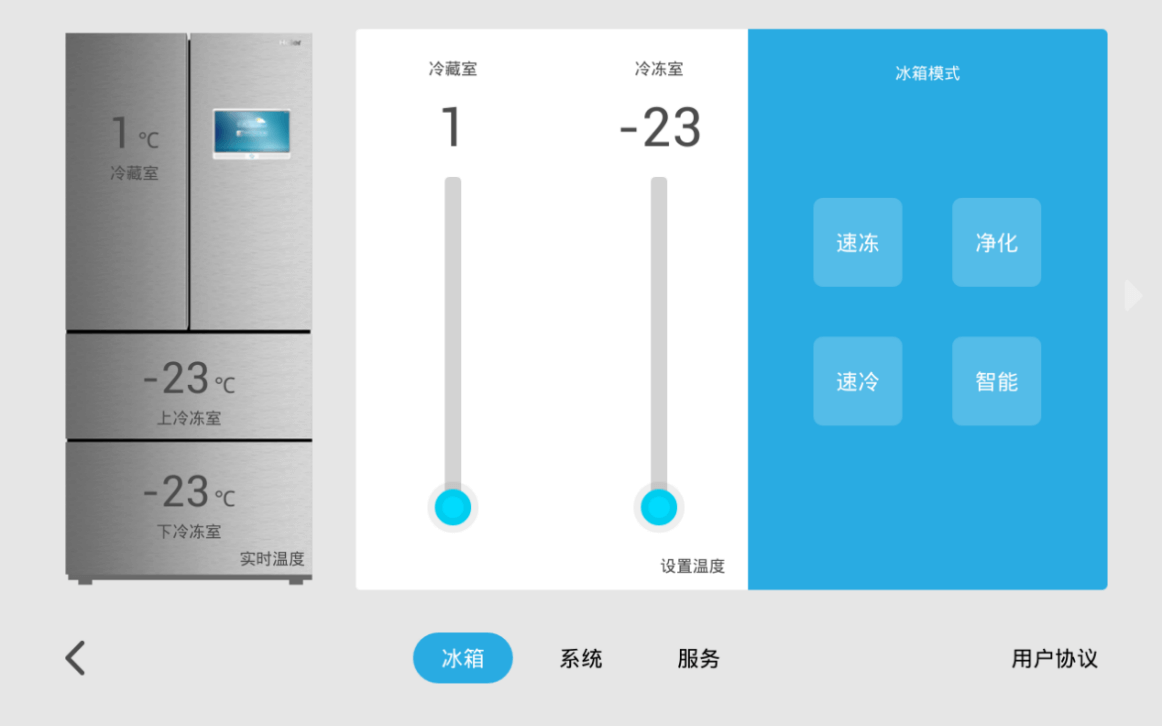 1 ℃
冷藏室
-23 ℃
上冷冻室
-23 ℃
下冷冻室
实时温度
冷藏室
1
冷冻室
-23
设置温度
冰箱模式
速冻
净化
速冷
智能
冰箱
系统
服务
用户协议